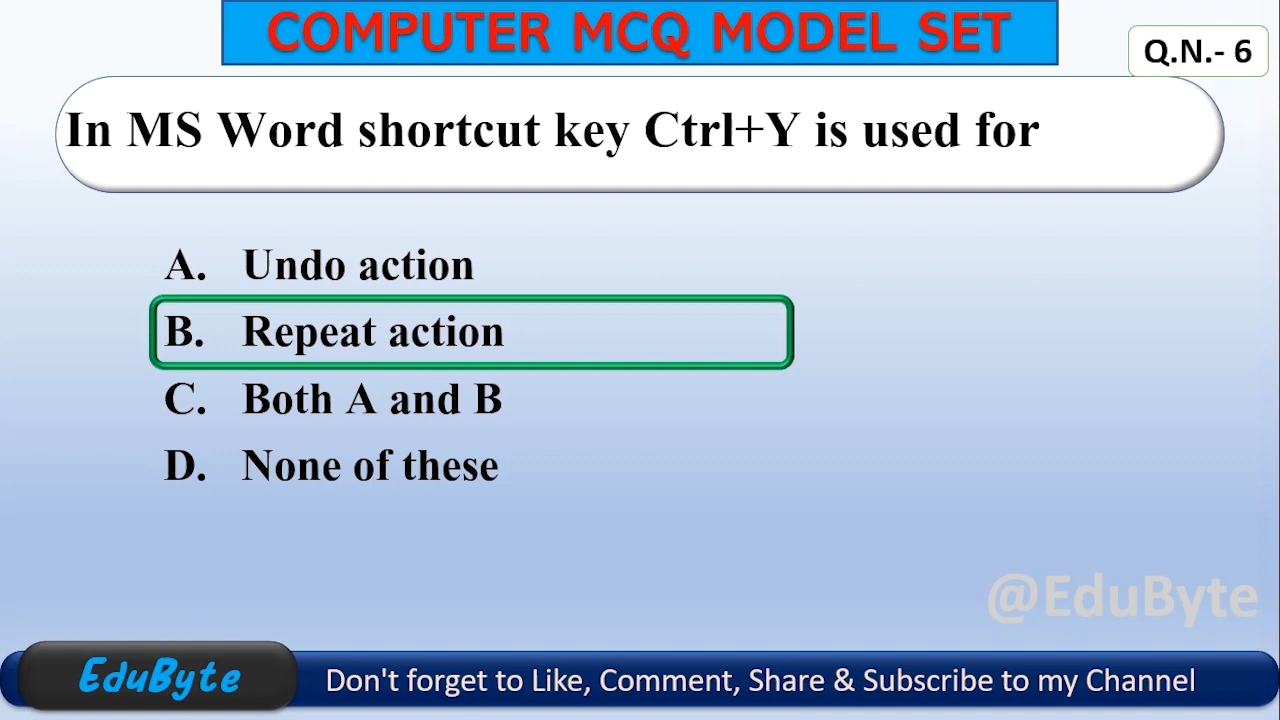 COMPUTER MCQ MODEL SET
Q.N.- 6
In MS Word shortcut key Ctrl+Y is used for
A. Undo action
B. Repeat action
C. Both A and B
D. None of these
@EduByte
EduByte
Don't forget to Like, Comment, Share & Subscribe to my Channel